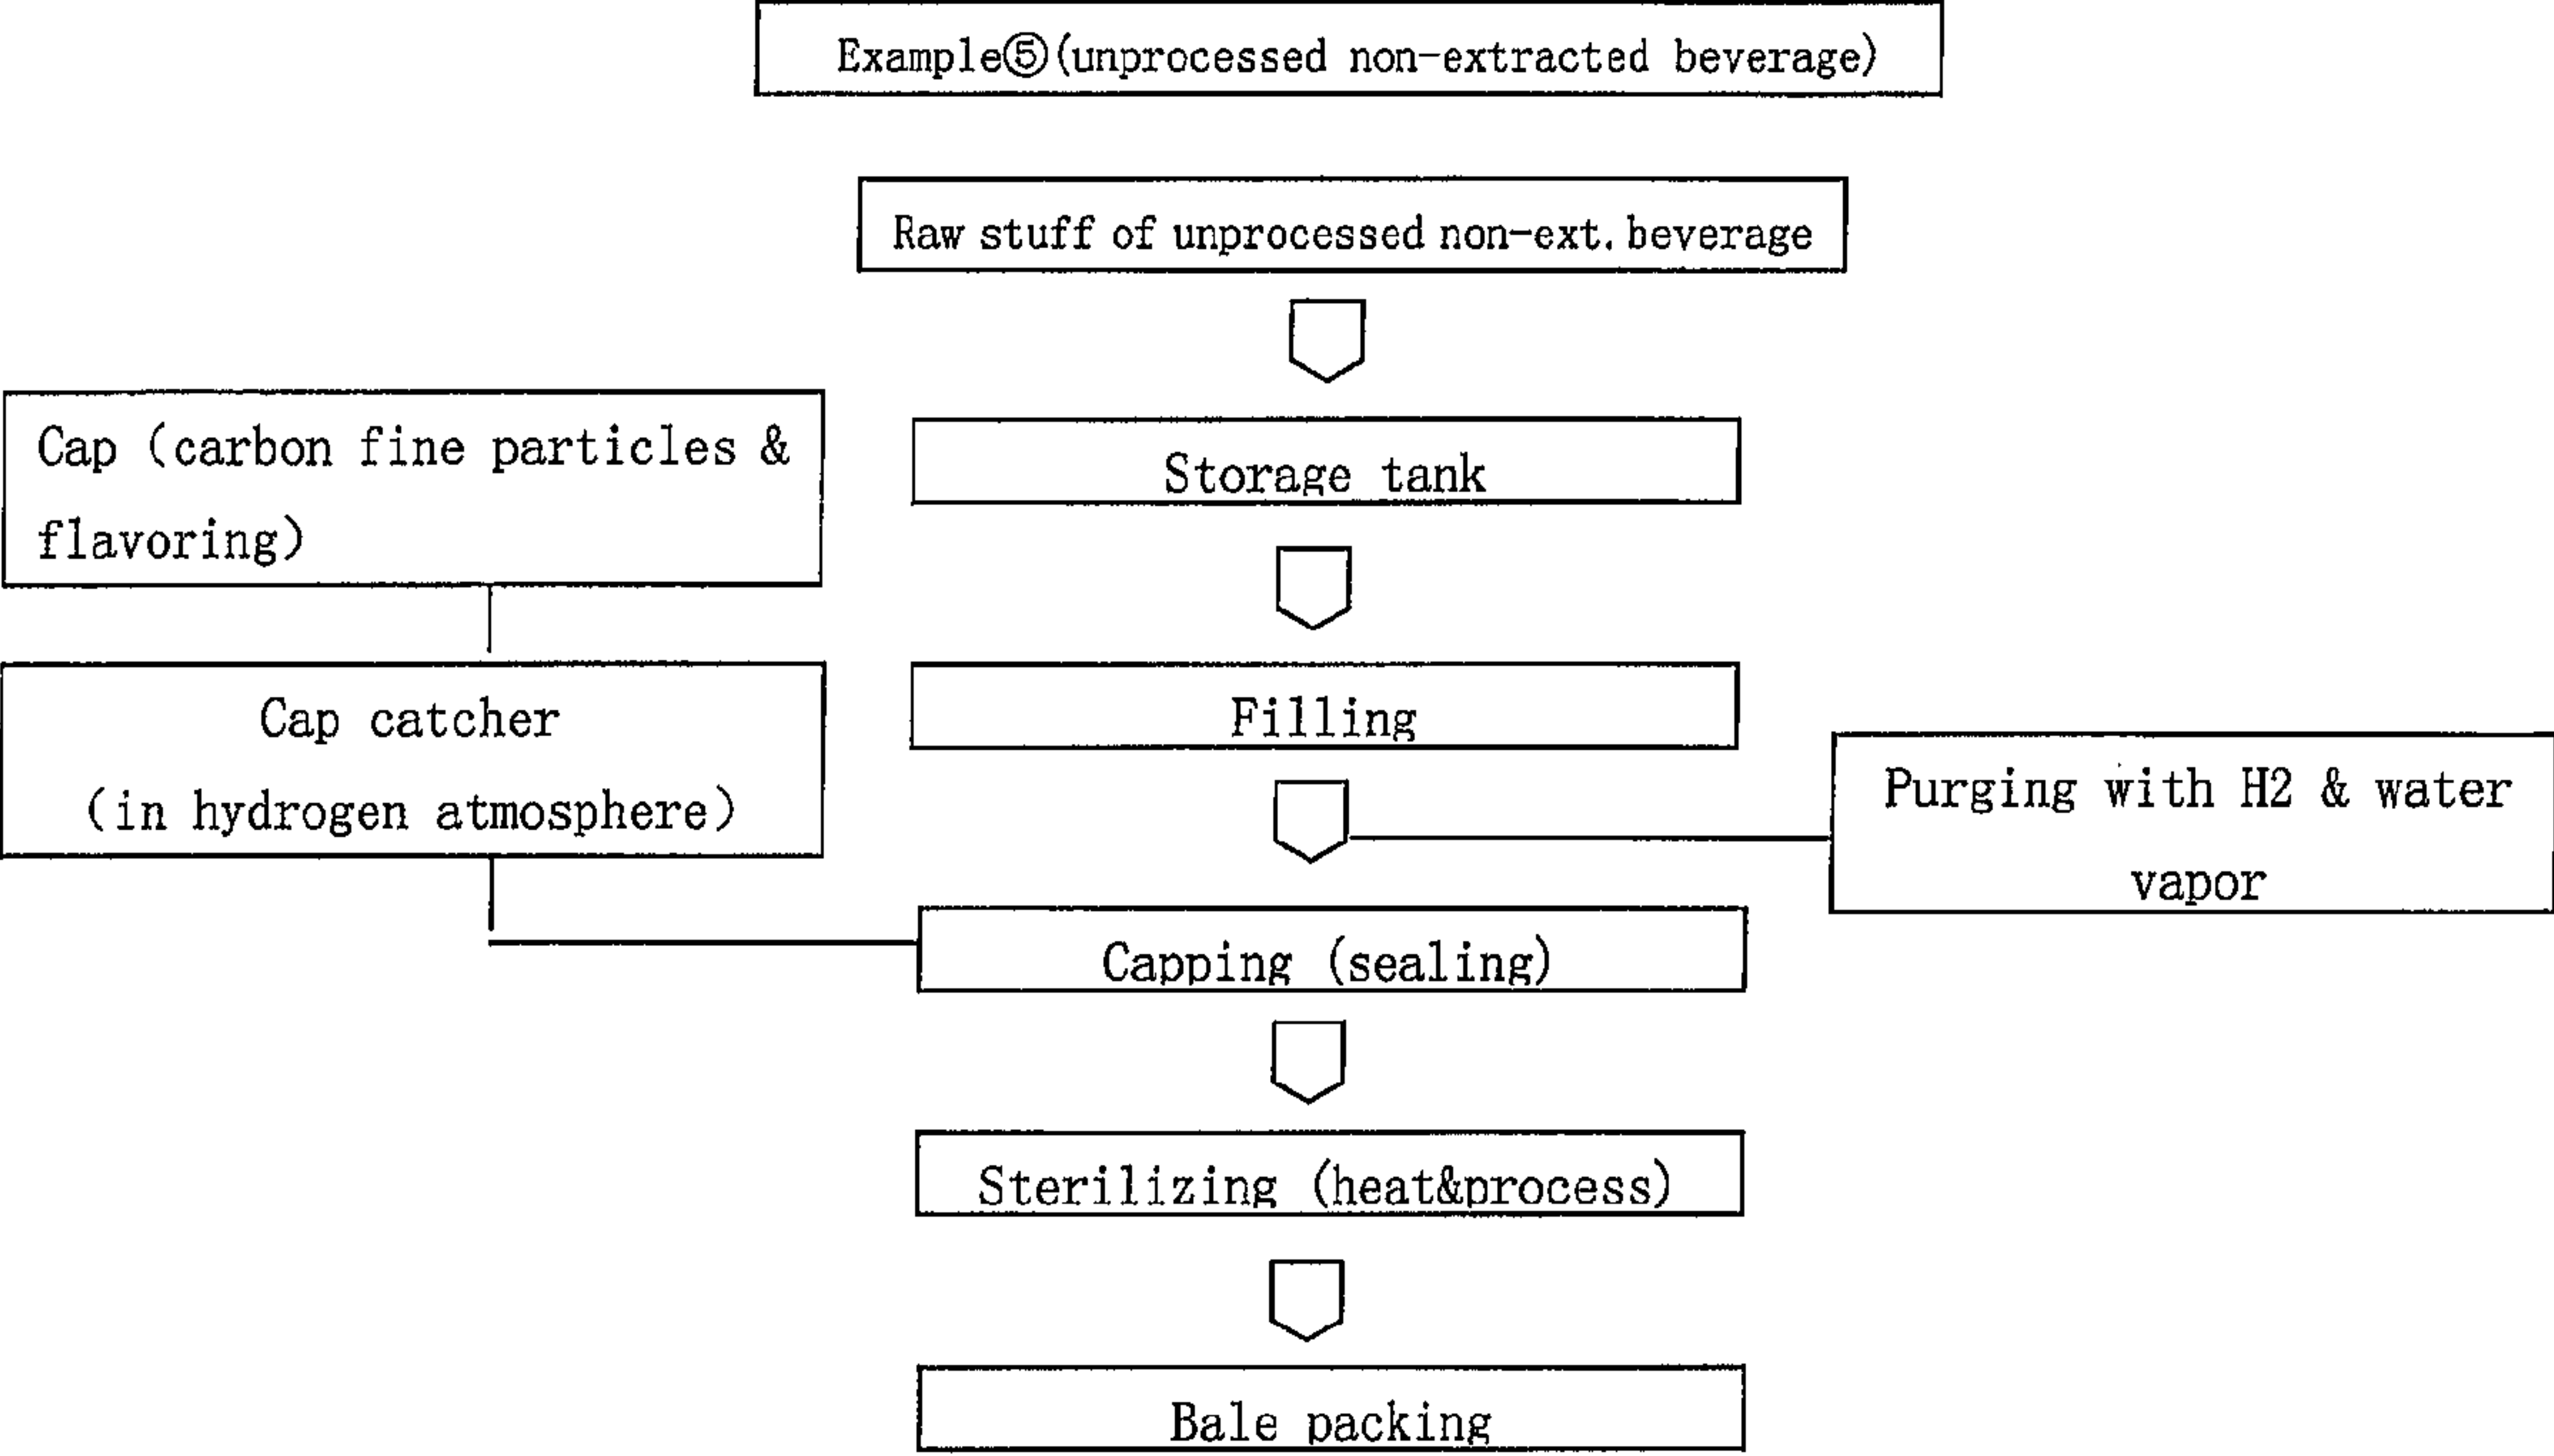 Example⑤(unprocessed non-extracted beverage)
Raw stuff of unprocessed non-ext. beverage
Cap (carbon fine particles &
flavoring)
Storage tank
Cap catcher
(in hydrogen atmosphere)
Filling
Purging with H2 & water
vapor
Capping (sealing)
Sterilizing (heat&process)
Bale packing